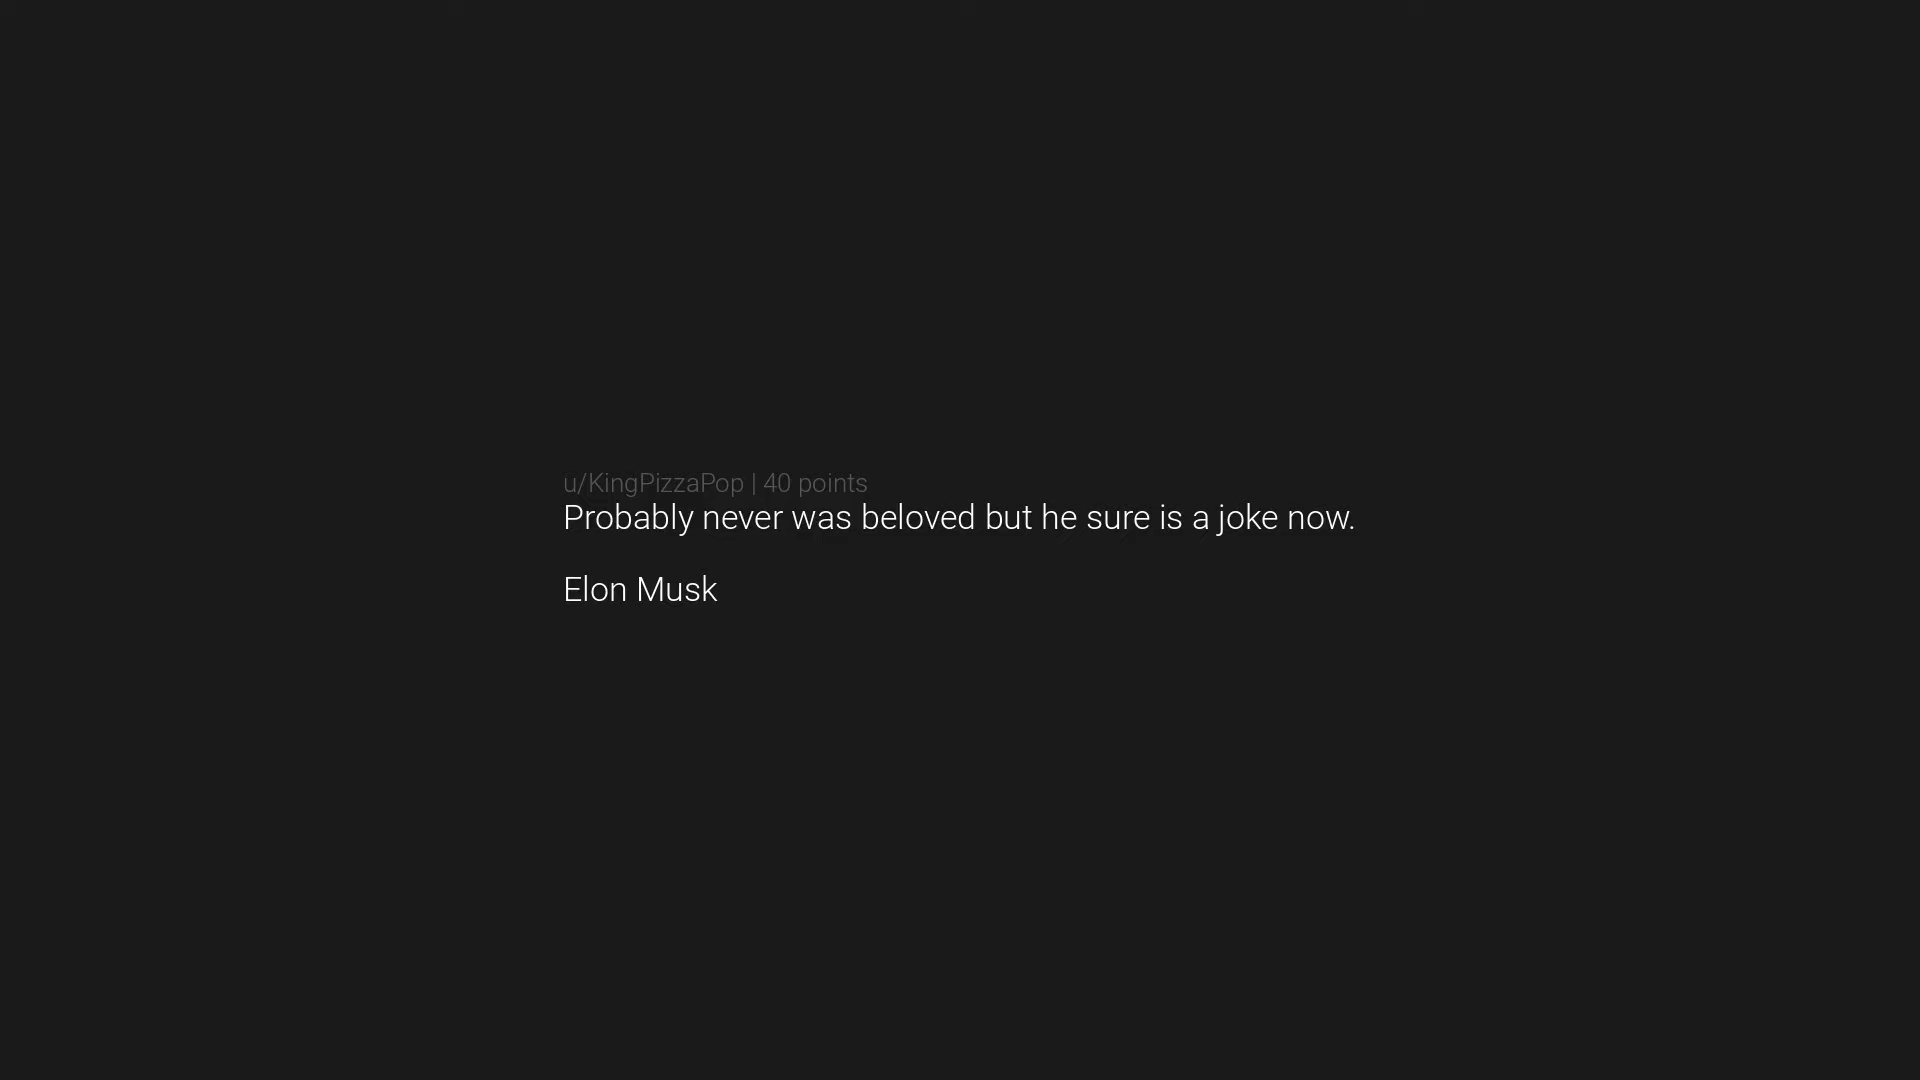 u/KingPizzaPop | 40 points
Probably never was beloved but he sure is a joke now.
Elon Musk